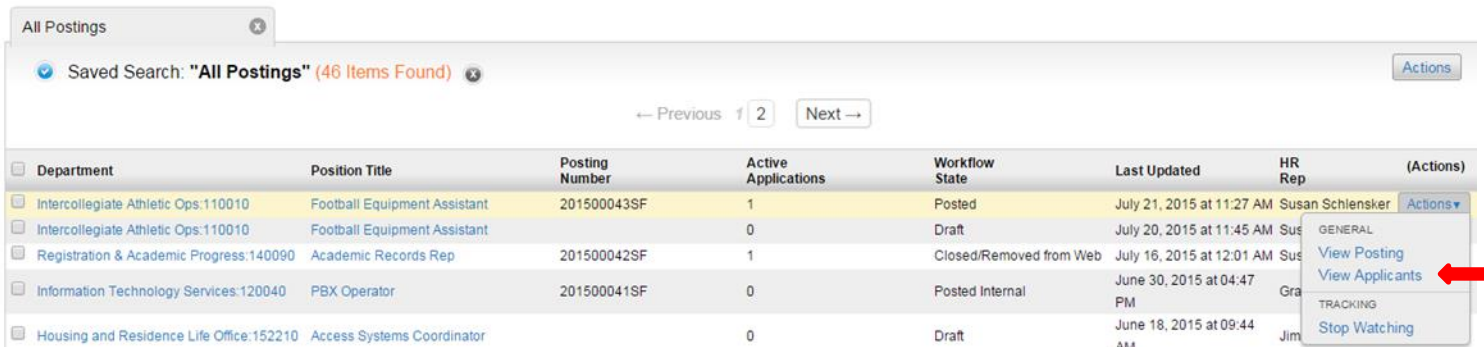 All Postings
Saved Search: "All Postings" (46 Items Found)
Actions
← Previous 1 2 Next →
Department Position Title Posting Number Active Applications Workflow State Last Updated HR Rep (Actions)
Intercollegiate Athletic Ops:110010 Football Equipment Assistant 201500043SF 1 Posted July 21, 2015 at 11:27 AM Susan Schlensker Actions▾
Intercollegiate Athletic Ops:110010 Football Equipment Assistant 0 Draft July 20, 2015 at 11:45 AM Sus
GENERAL
Registration & Academic Progress:140090 Academic Records Rep 201500042SF 1 Closed/Removed from Web July 16, 2015 at 12:01 AM Sus
View Posting
View Applicants
Information Technology Services:120040 PBX Operator 201500041SF 0 Posted Internal June 30, 2015 at 04:47 PM Gra
TRACKING
Stop Watching
Housing and Residence Life Office:152210 Access Systems Coordinator 0 Draft June 18, 2015 at 09:44 AM Jim